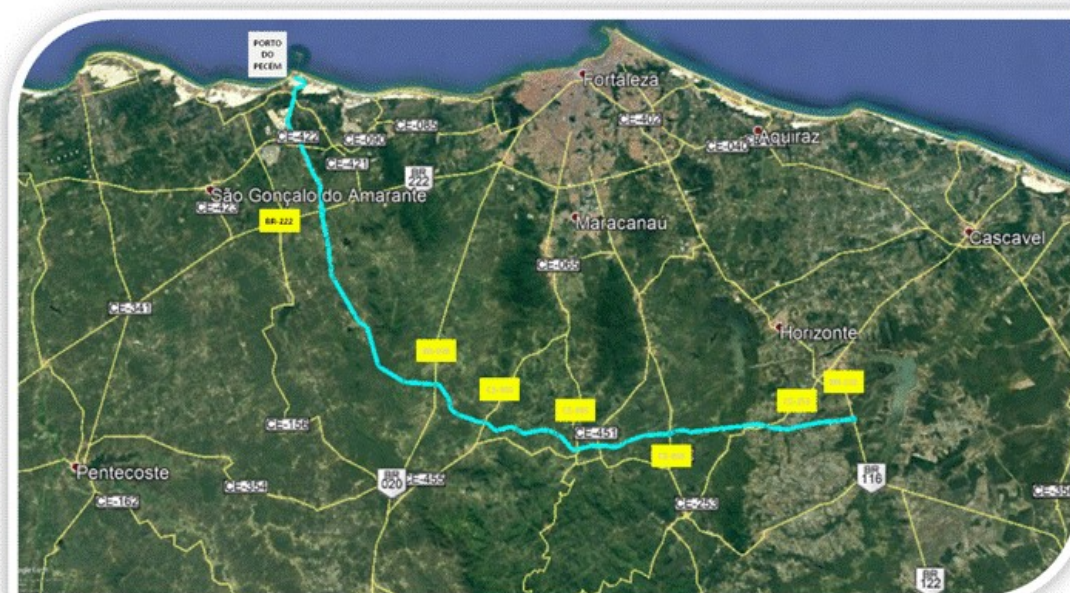 PORTO
DO
PECÉM
Fortaleza
CE-422
CE-090
CE-085
CE-402
CE-040
Aquiraz
CE-421
BR
222
São Gonçalo do Amarante
CE-423
BR-222
Maracanaú
Cascavel
CE-065
CE-341
Horizonte
CE-156
CE-451
Pentecoste
CE-162
CE-354
BR
020
CE-455
CE-253
BR
116
BR
122